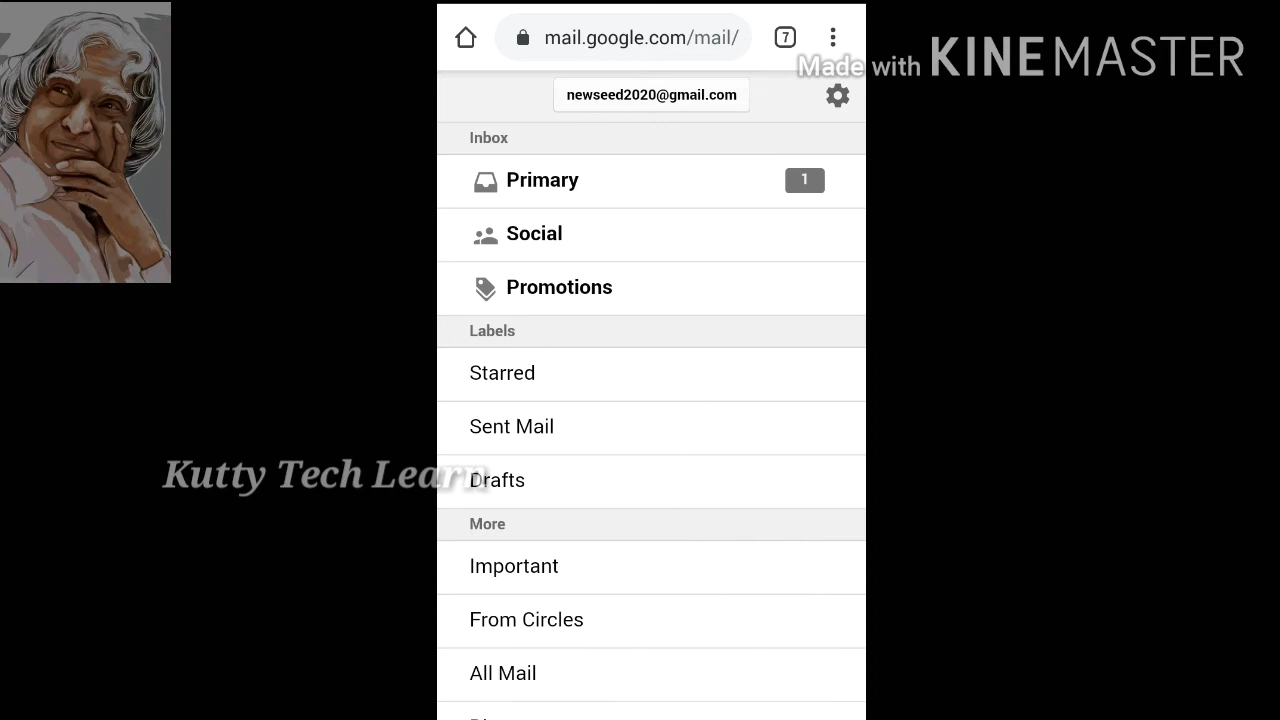 mail.google.com/mail/
7
Made with KINEMASTER
newseed2020@gmail.com
Inbox
Primary
1
Social
Promotions
Labels
Starred
Sent Mail
Kutty Tech Learn
Drafts
More
Important
From Circles
All Mail